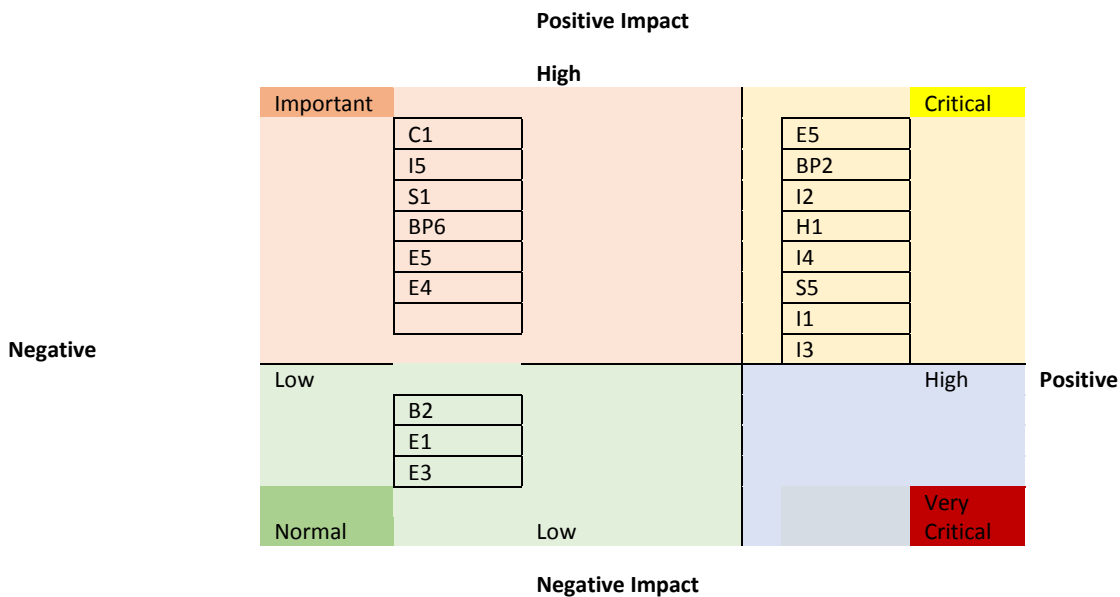 Positive Impact
High
Important Critical
C1 E5
I5 BP2
S1 I2
BP6 H1
E5 I4
E4 S5
I1
Negative I3
Low High Positive
B2
E1
E3
Very
Normal Low Critical
Negative Impact